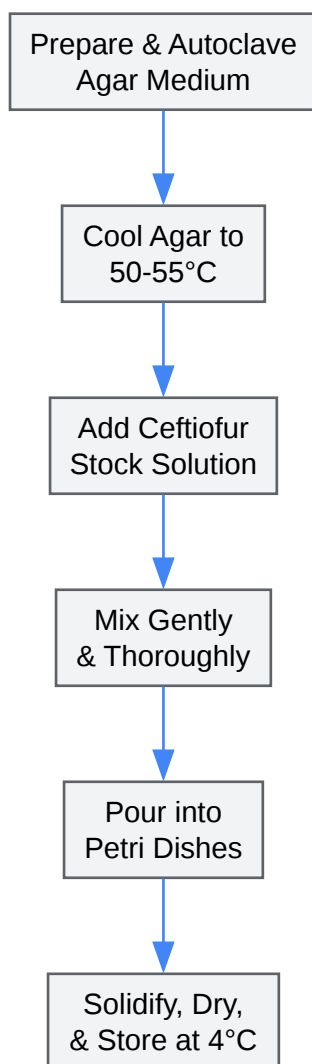 Prepare & Autoclave
Agar Medium
Cool Agar to
50-55°C
Add Ceftiofur
Stock Solution
Mix Gently
& Thoroughly
Pour into
Petri Dishes
Solidify, Dry,
& Store at 4°C